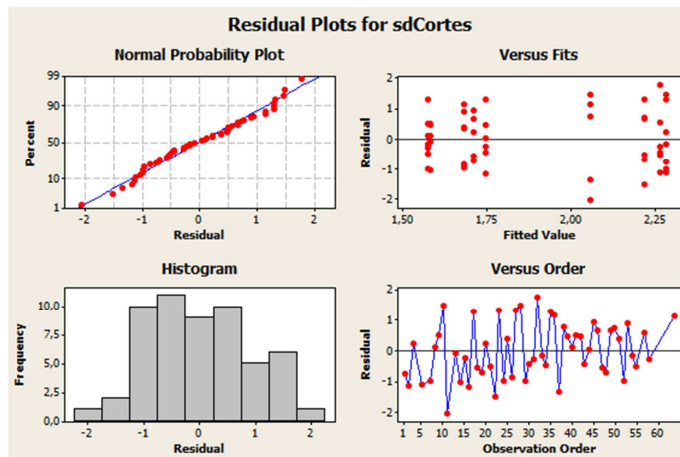 Residual Plots for sdCortes
Normal Probability Plot
Versus Fits
99
90
50
10
1
Percent
-2 -1 0 1 2
Residual
2
1
0
-1
-2
Residual
1,50 1,75 2,00 2,25
Fitted Value
Histogram
Versus Order
10,0
7,5
5,0
2,5
0,0
Frequency
-2 -1 0 1 2
Residual
2
1
0
-1
-2
Residual
1 5 10 15 20 25 30 35 40 45 50 55 60
Observation Order